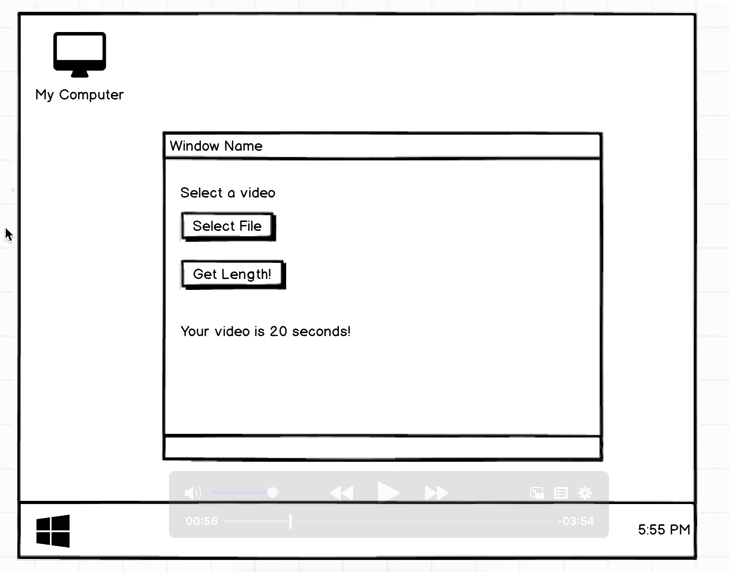 My Computer
Window Name
Select a video
Select File
Get Length!
Your video is 20 seconds!
00:56
-03:54
5:55 PM